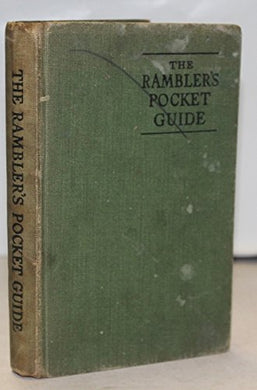 THE RAMBLER'S POCKET GUIDE
THE
RAMBLER'S
POCKET
GUIDE